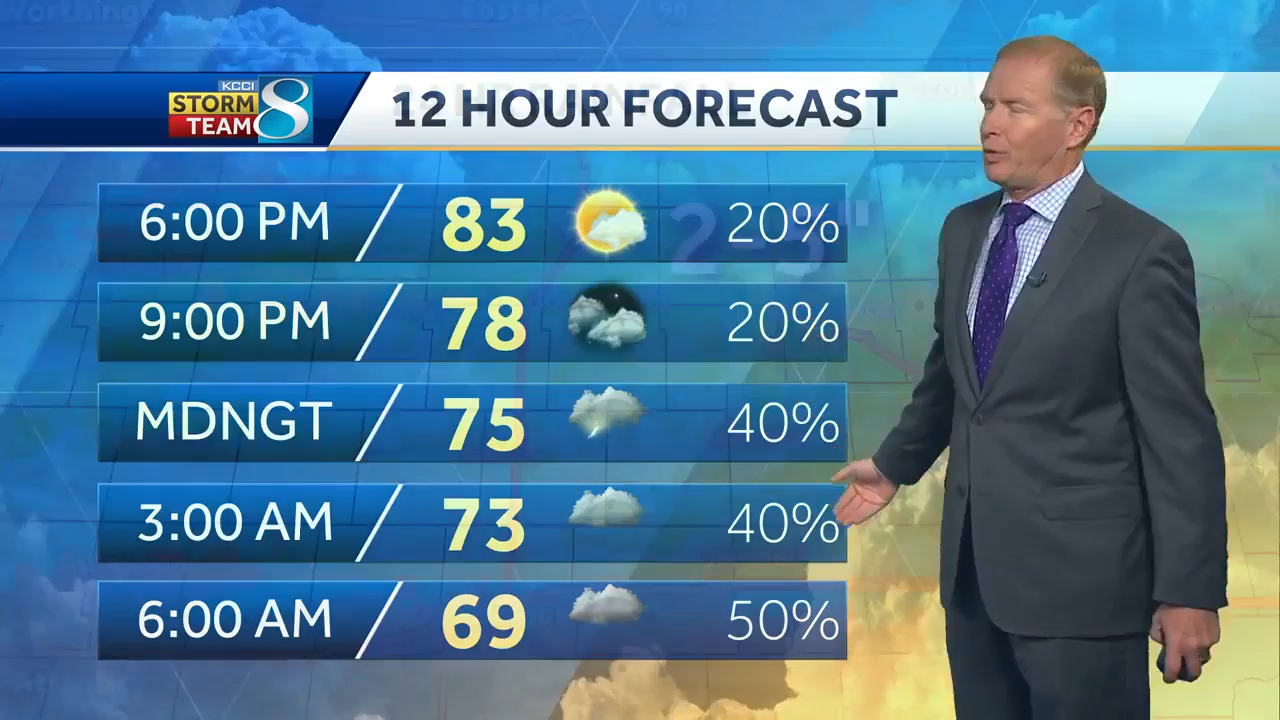 KCCI
STORM
TEAM 8
12 HOUR FORECAST
6:00 PM 83 20%
9:00 PM 78 20%
MDNGT 75 40%
3:00 AM 73 40%
6:00 AM 69 50%